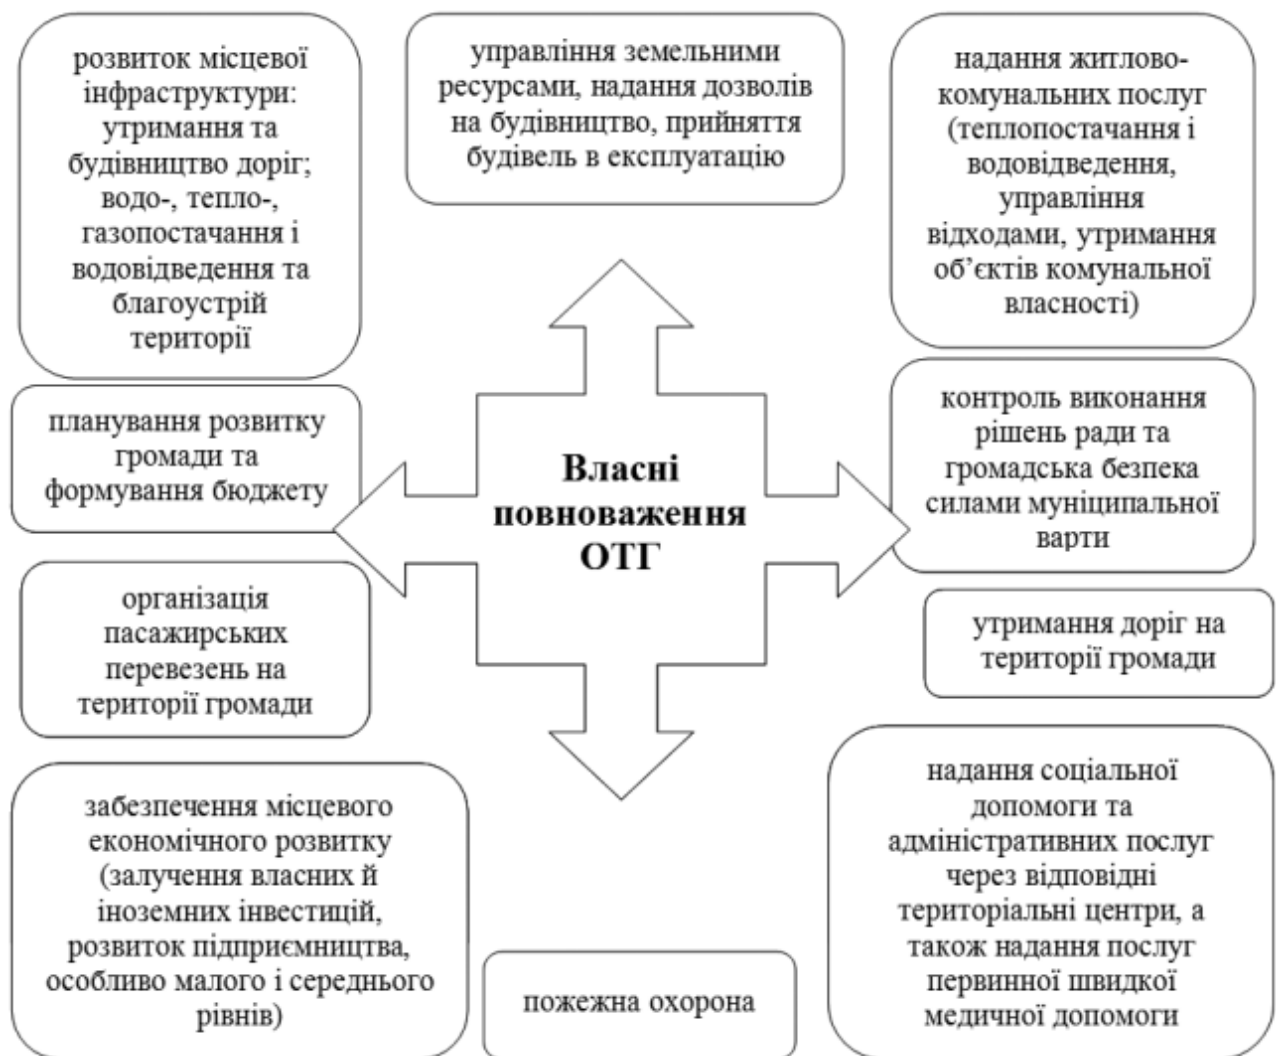 розвиток місцевої
інфраструктури:
утримання та
будівництво доріг;
водо-, тепло-,
газопостачання і
водовідведення та
благоустрій
території
управління земельними
ресурсами, надання дозволів
на будівництво, прийняття
будівель в експлуатацію
надання житлово-
комунальних послуг
(теплопостачання і
водовідведення,
управління
відходами, утримання
об’єктів комунальної
власності)
планування розвитку
громади та
формування бюджету
Власні
повноваження
ОТГ
контроль виконання
рішень ради та
громадська безпека
силами муніципальної
варти
організація
пасажирських
перевезень на
території громади
утримання доріг на
території громади
забезпечення місцевого
економічного розвитку
(залучення власних й
іноземних інвестицій,
розвиток підприємництва,
особливо малого і середнього
рівнів)
пожежна охорона
надання соціальної
допомоги та
адміністративних послуг
через відповідні
територіальні центри, а
також надання послуг
первинної швидкої
медичної допомоги